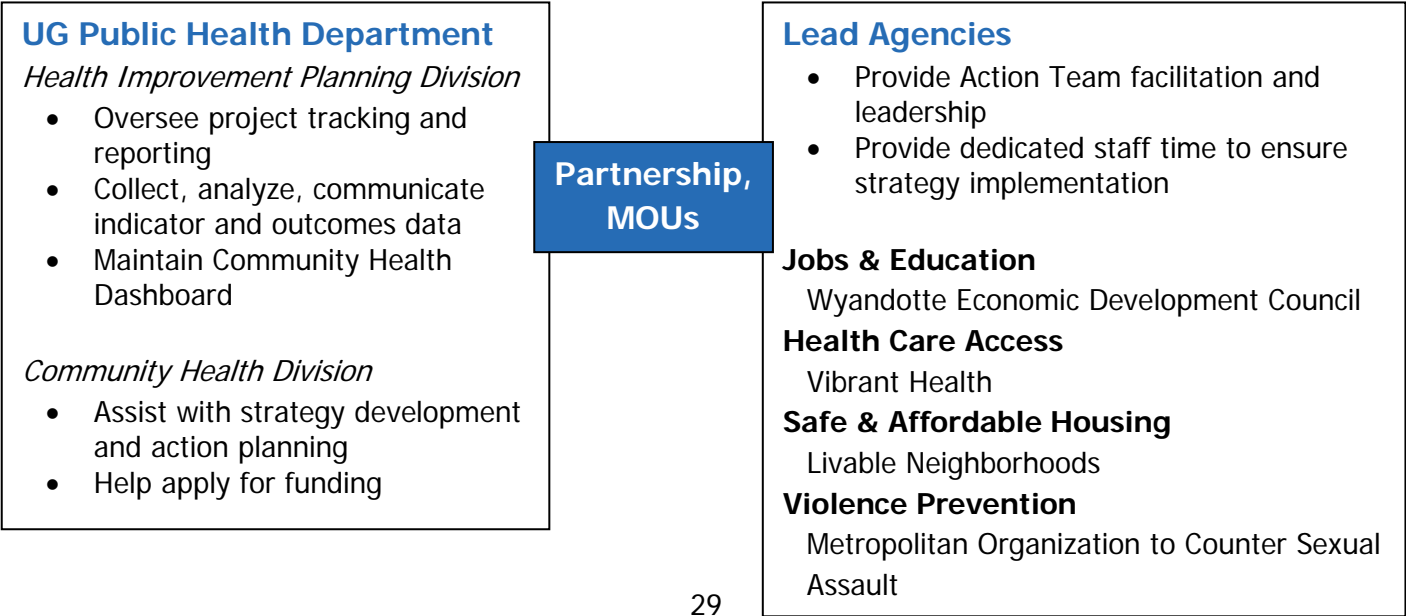 UG Public Health Department
Health Improvement Planning Division
• Oversee project tracking and
reporting
• Collect, analyze, communicate
indicator and outcomes data
• Maintain Community Health
Dashboard
Community Health Division
• Assist with strategy development
and action planning
• Help apply for funding
Partnership,
MOUs
Lead Agencies
• Provide Action Team facilitation and
leadership
• Provide dedicated staff time to ensure
strategy implementation
Jobs & Education
Wyandotte Economic Development Council
Health Care Access
Vibrant Health
Safe & Affordable Housing
Livable Neighborhoods
Violence Prevention
Metropolitan Organization to Counter Sexual
Assault
29